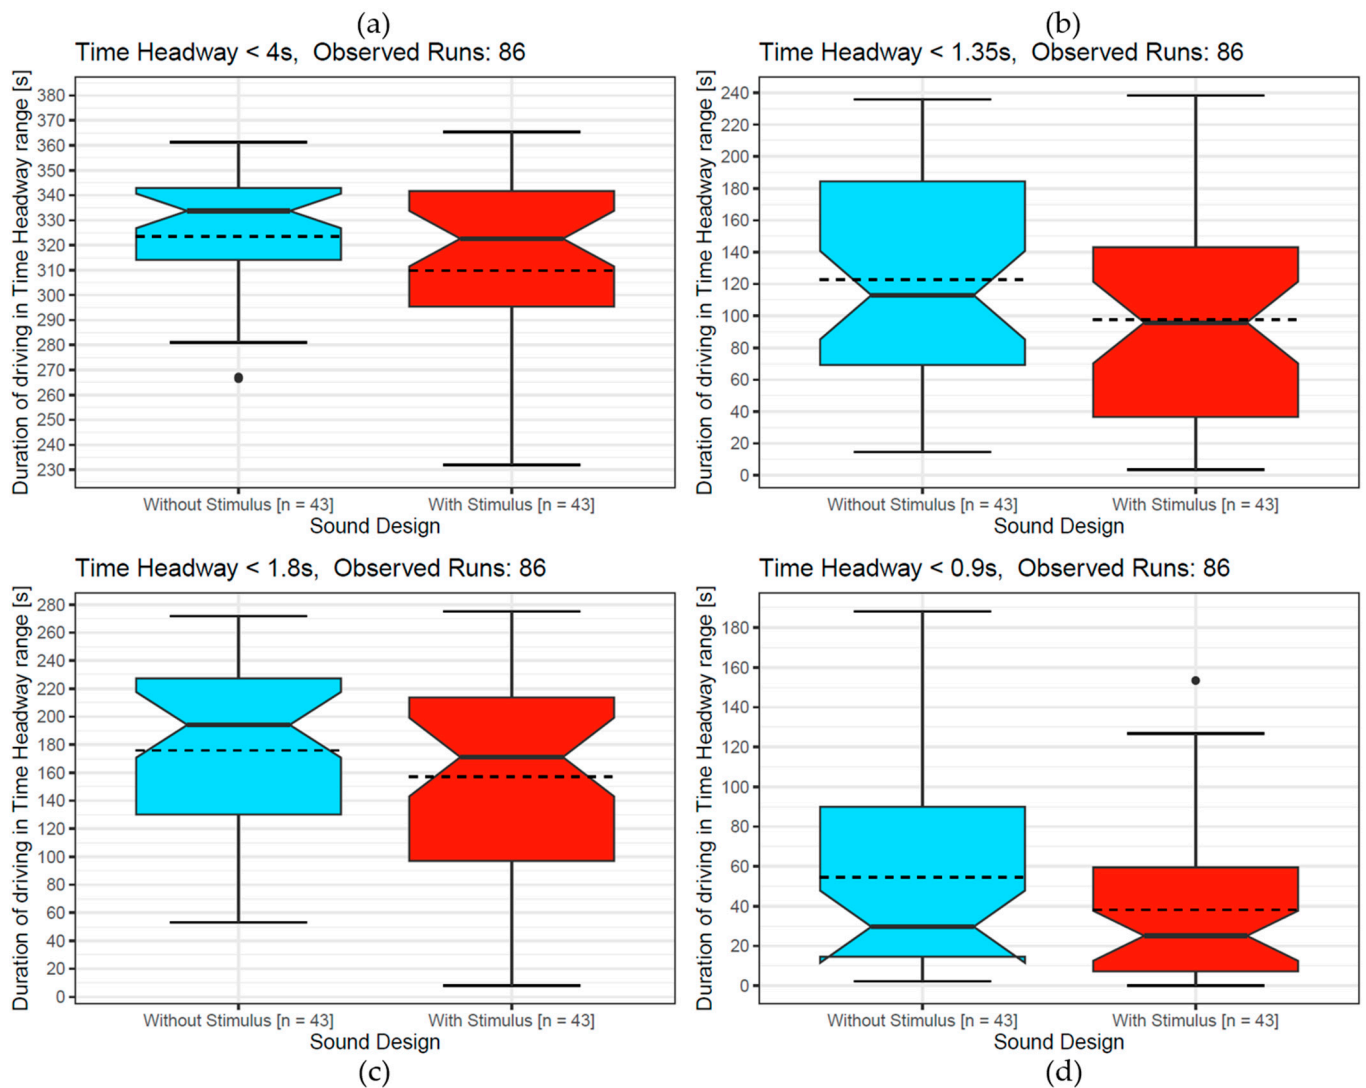 (a)
Time Headway < 4s,  Observed Runs: 86
Duration of driving in Time Headway range [s]
380
370
360
350
340
330
320
310
300
290
280
270
260
250
240
230
Without Stimulus [n = 43]
With Stimulus [n = 43]
Sound Design
(b)
Time Headway < 1.35s,  Observed Runs: 86
Duration of driving in Time Headway range [s]
240
220
200
180
160
140
120
100
80
60
40
20
0
Without Stimulus [n = 43]
With Stimulus [n = 43]
Sound Design
Time Headway < 1.8s,  Observed Runs: 86
Duration of driving in Time Headway range [s]
280
260
240
220
200
180
160
140
120
100
80
60
40
20
0
Without Stimulus [n = 43]
With Stimulus [n = 43]
Sound Design
(c)
Time Headway < 0.9s,  Observed Runs: 86
Duration of driving in Time Headway range [s]
180
160
140
120
100
80
60
40
20
0
Without Stimulus [n = 43]
With Stimulus [n = 43]
Sound Design
(d)